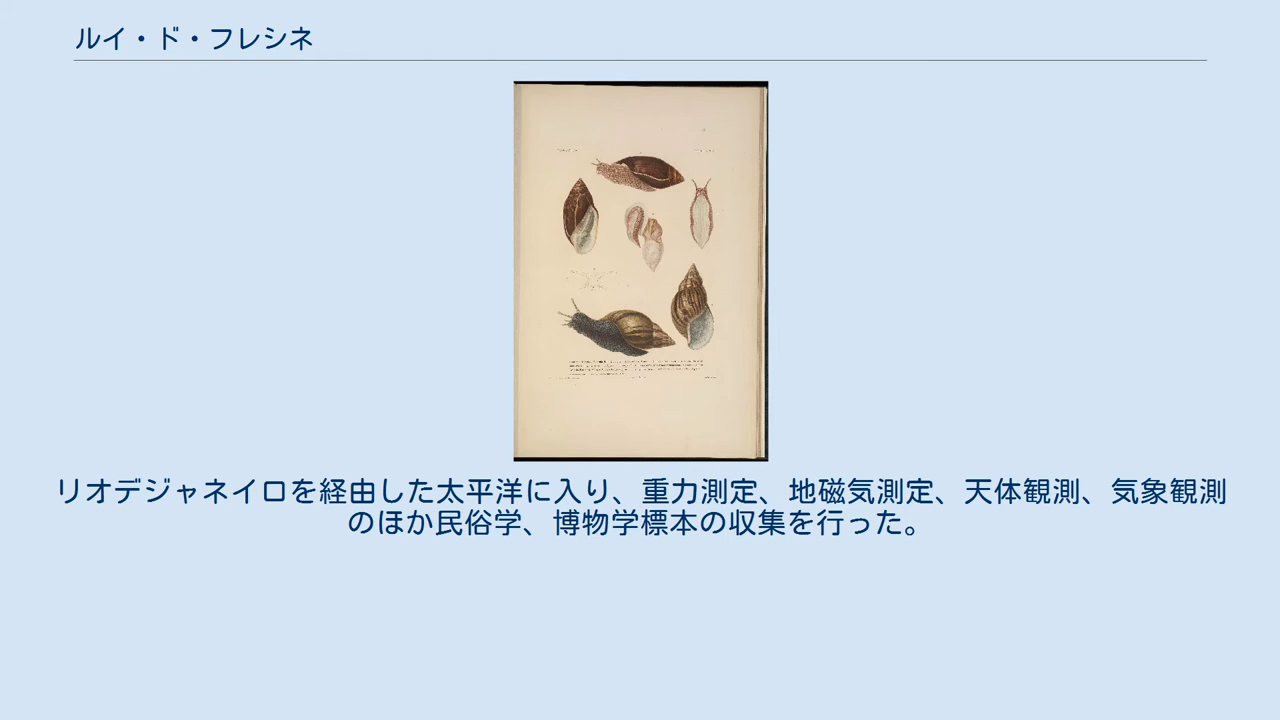 ルイ・ド・フレシネ
リオデジャネイロを経由した太平洋に入り、重力測定、地磁気測定、天体観測、気象観測
のほか民俗学、博物学標本の収集を行った。